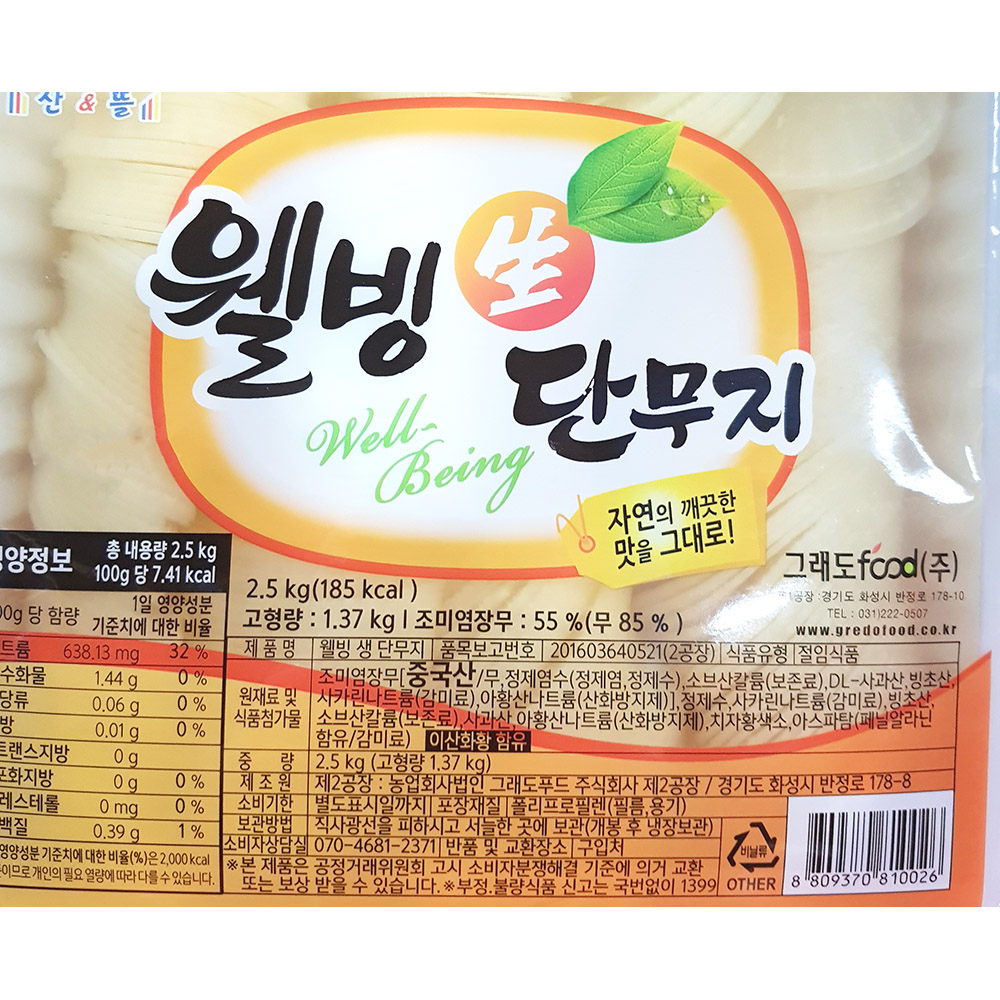 산 & 뜰
웰빙 生
단무지
Well-
Being
자연의 깨끗한
맛을 그대로!
그래도food(주)
공장 :경기도 화성시 반정로 178-10
TEL : 031)222-0507
www.gredofood.co.kr
영양정보 총 내용량 2.5 kg
100g 당 7.41 kcal
00g 당 함량 1일 영양성분
기준치에 대한 비율
트륨 638.13 mg 32 %
수화물 1.44 g 0 %
당류 0.06 g 0 %
방 0.01 g 0 %
트랜스지방 0 g
포화지방 0 g 0 %
레스테롤 0 mg 0 %
백질 0.39 g 1 %
영양성분 기준치에 대한 비율(%)은 2,000 kcal
이므로 개인의 필요 열량에 따라 다를 수 있습니다.
2.5 kg(185 kcal )
고형량 : 1.37 kg l 조미염장무 : 55 %(무 85 % )
제 품 명 웰빙 생 단무지 품목보고번호 201603640521(2공장) 식품유형 절임식품
원재료 및 식품첨가물 조미염장무[중국산/무,정제염수(정제염,정제수),소브산칼륨(보존료),DL-사과산,빙초산,
사카린나트륨(감미료),아황산나트륨(산화방지제)], 정제수,사카린나트륨(감미료),빙초산,
소브산칼륨(보존료),사과산,아황산나트륨(산화방지제),치자황색소,아스파탐(페닐알라닌
함유/감미료) 이산화황 함유
중 량 2.5 kg (고형량 1.37 kg)
제 조 원 제2공장 : 농업회사법인 그래도푸드 주식회사 제2공장 / 경기도 화성시 반정로 178-8
소비기한 별도표시일까지 포장재질 폴리프로필렌(필름,용기)
보관방법 직사광선을 피하시고 서늘한 곳에 보관(개봉 후 냉장보관)
소비자상담실 070-4681-2371 반품 및 교환장소 구입처
※본 제품은 공정거래위원회 고시 소비자분쟁해결 기준에 의거 교환
또는 보상 받을 수 있습니다. ※부정.불량식품 신고는 국번없이 1399
비닐류
OTHER
8 809370 810026